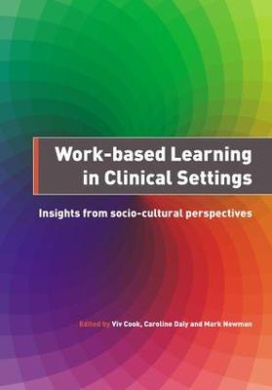 Work-based Learning
in Clinical Settings
Insights from socio-cultural perspectives
Edited by Viv Cook, Caroline Daly and Mark Newman